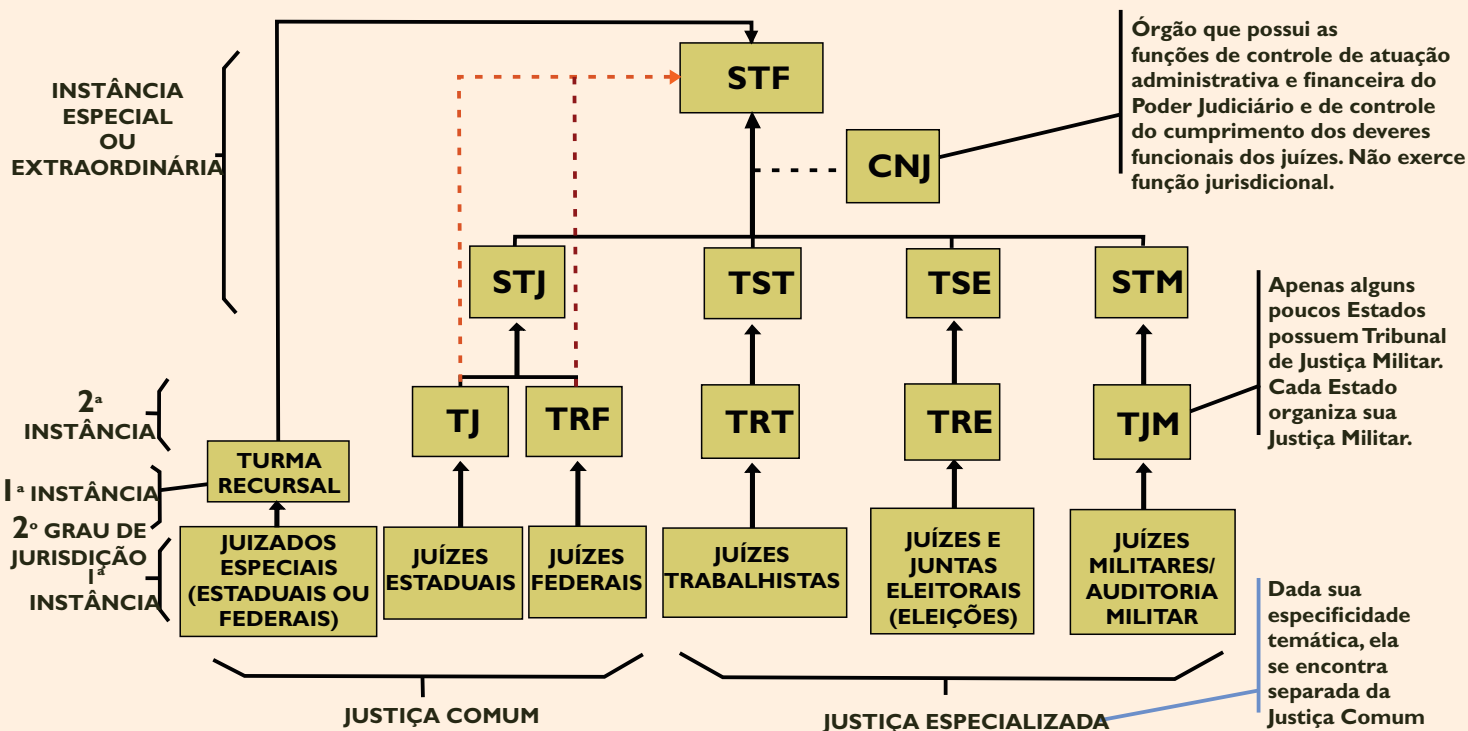 Órgão que possui as
funções de controle de atuação
administrativa e financeira do
Poder Judiciário e de controle
do cumprimento dos deveres
funcionais dos juízes. Não exerce
função jurisdicional.
INSTÂNCIA
ESPECIAL
OU
EXTRAORDINÁRIA
STF
CNJ
STJ
TST
TSE
STM
Apenas alguns
poucos Estados
possuem Tribunal
de Justiça Militar.
Cada Estado
organiza sua
Justiça Militar.
2ª
INSTÂNCIA
TJ
TRF
TRT
TRE
TJM
1ª INSTÂNCIA
2º GRAU DE
JURISDIÇÃO
TURMA
RECURSAL
1ª
INSTÂNCIA
JUIZADOS
ESPECIAIS
(ESTADUAIS OU
FEDERAIS)
JUÍZES
ESTADUAIS
JUÍZES
FEDERAIS
JUÍZES
TRABALHISTAS
JUÍZES E
JUNTAS
ELEITORAIS
(ELEIÇÕES)
JUÍZES
MILITARES/
AUDITORIA
MILITAR
Dada sua
especificidade
temática, ela
se encontra
separada da
Justiça Comum
JUSTIÇA COMUM
JUSTIÇA ESPECIALIZADA